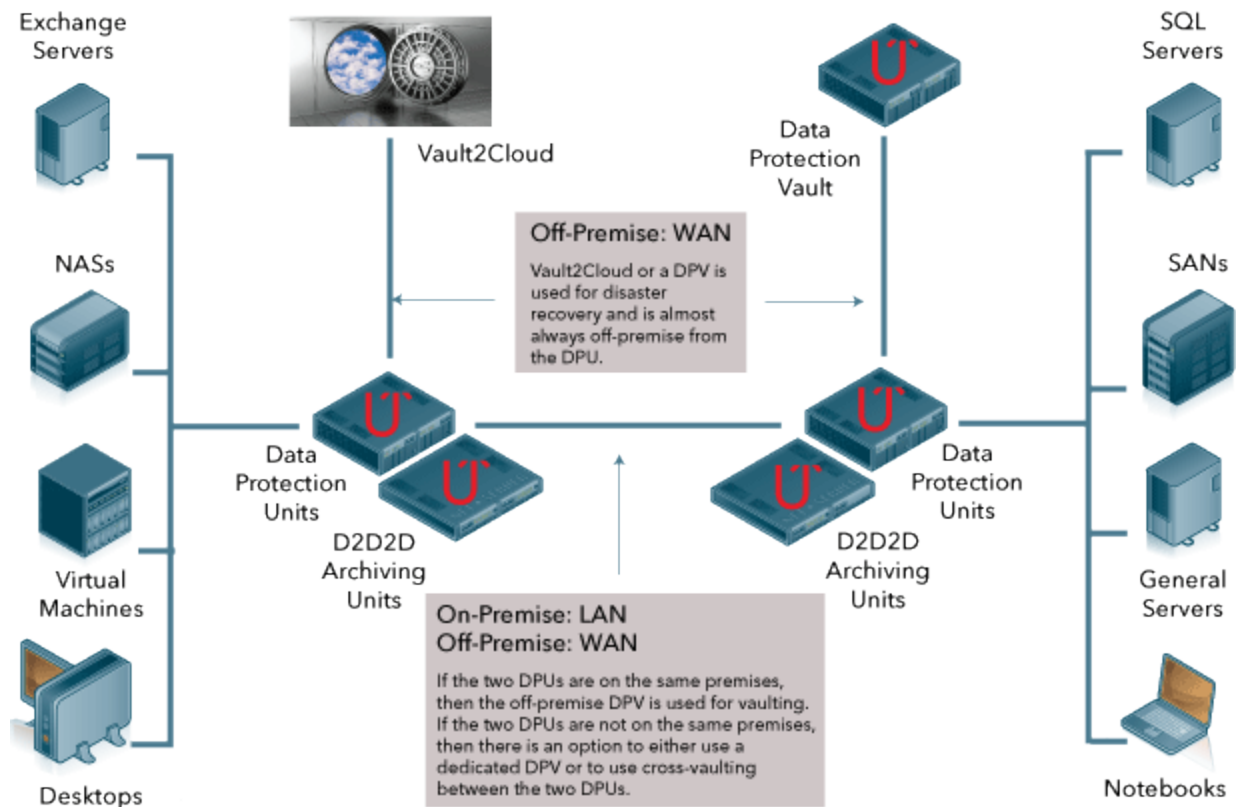 Exchange
Servers
Vault2Cloud
Data
Protection
Vault
SQL
Servers
NASs
Off-Premise: WAN
Vault2Cloud or a DPV is
used for disaster
recovery and is almost
always off-premise from
the DPU.
SANs
Data
Protection
Units
D2D2D
Archiving
Units
Data
Protection
Units
D2D2D
Archiving
Units
Virtual
Machines
General
Servers
On-Premise: LAN
Off-Premise: WAN
If the two DPUs are on the same premises,
then the off-premise DPV is used for vaulting.
If the two DPUs are not on the same premises,
then there is an option to either use a
dedicated DPV or to use cross-vaulting
between the two DPUs.
Desktops
Notebooks